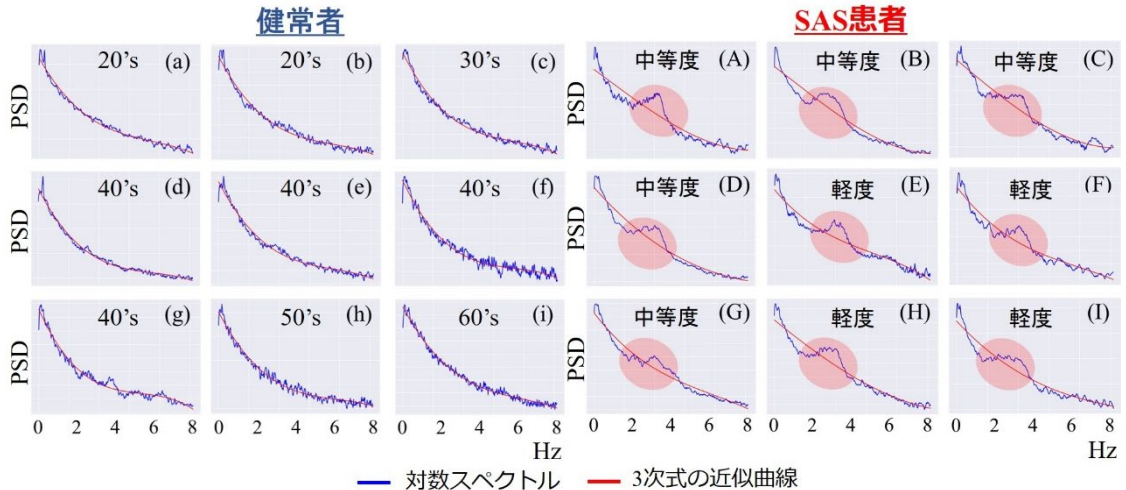 健常者 SAS患者
PSD 20's (a) 20's (b) 30's (c) PSD 中等度 (A) 中等度 (B) 中等度 (C)
PSD 40's (d) 40's (e) 40's (f) PSD 中等度 (D) 軽度 (E) 軽度 (F)
PSD 40's (g) 50's (h) 60's (i) PSD 中等度 (G) 軽度 (H) 軽度 (I)
0 2 4 6 8 0 2 4 6 8 0 2 4 6 8 0 2 4 6 8 0 2 4 6 8 0 2 4 6 8
Hz Hz
対数スペクトル 3次式の近似曲線